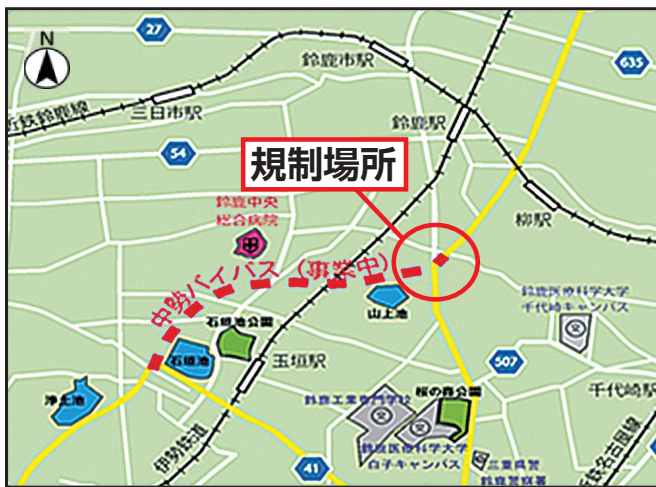 N
27
鈴鹿市駅
635
近鉄鈴鹿線
三日市駅
鈴鹿駅
54
規制場所
鈴鹿中央
総合病院
柳駅
中勢バイパス（事業中）
鈴鹿医療科学大学
千代崎キャンパス
山上池
石垣池公園
石垣池
玉垣駅
507
浄土池
桜の森公園
千代崎駅
鈴鹿工業専門学校
伊勢鉄道
鈴鹿医療科学大学
白子キャンパス
41
三重県警
鈴鹿警察署
近鉄名古屋線